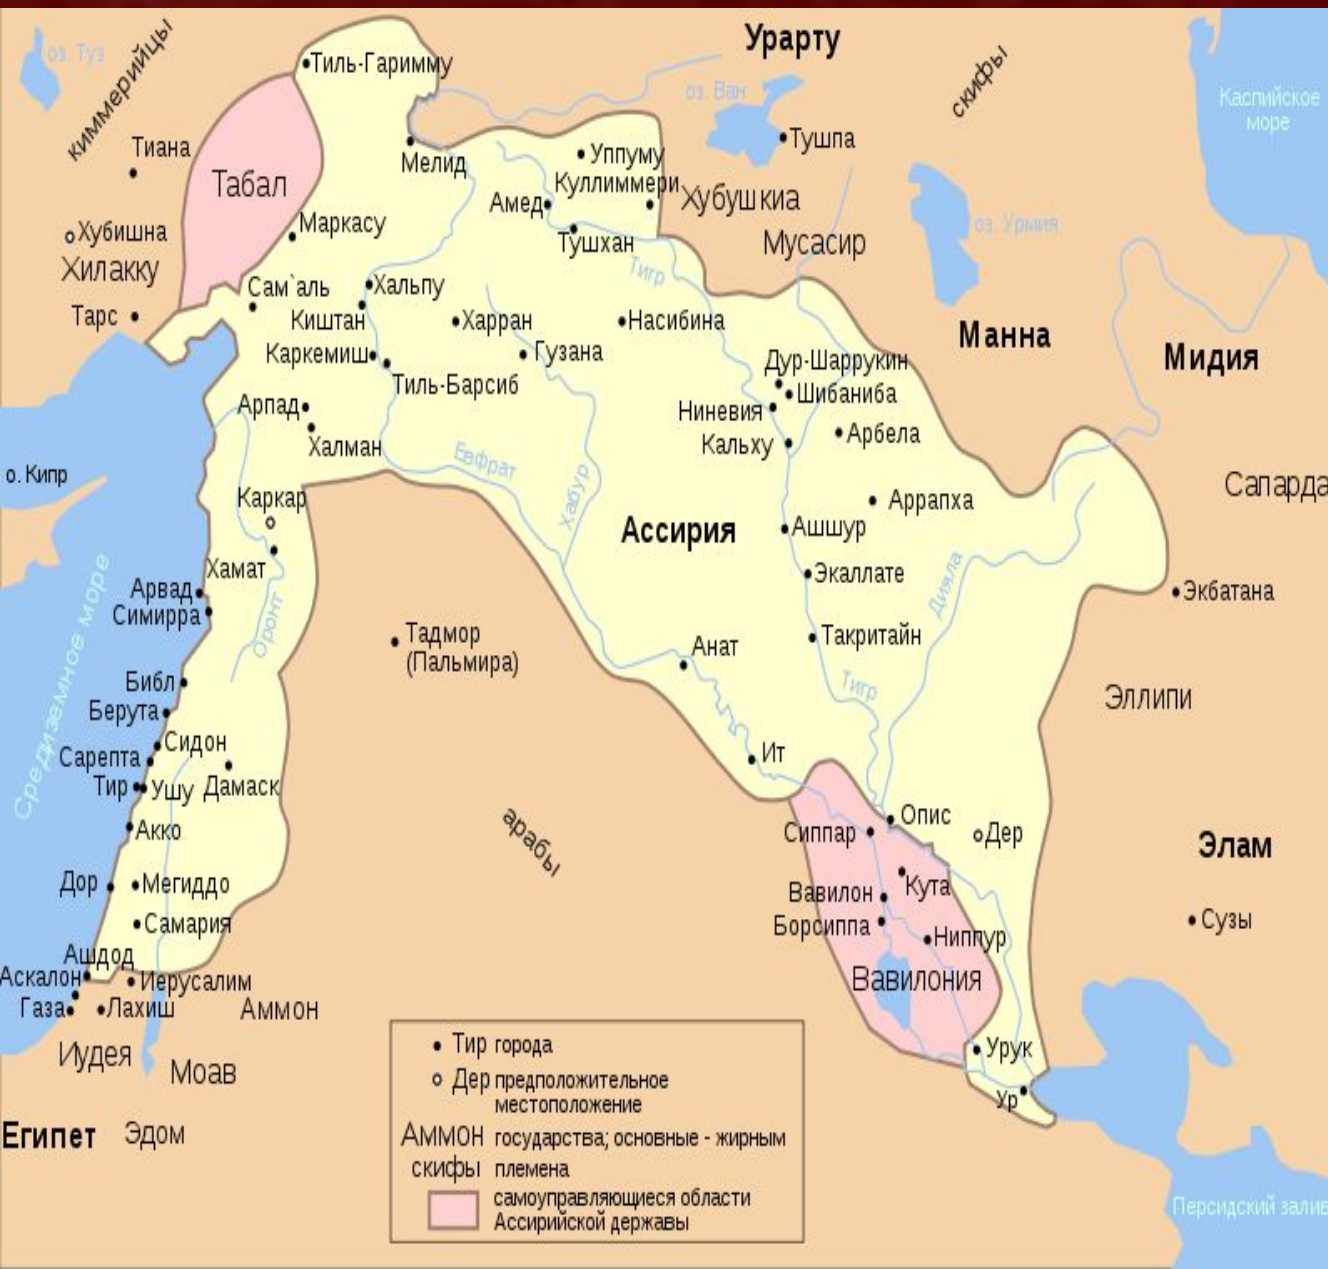 Урарту
оз. Туз
киммерийцы
Тиль-Гаримму
скифы
оз. Ван
Каспийское
море
Тушпа
Тиана
Мелид
Уппуму
Табал
Куллиммери
Амед
Хубушкиа
Маркасу
Хубишна
Тушхан
Мусасир
оз. Урмия
Хилакку
Тигр
Сам`аль
Хальпу
Тарс
Киштан
Харран
Насибина
Манна
Мидия
Каркемиш
Гузана
Дур-Шаррукин
Тиль-Барсиб
Шибаниба
Арпад
Ниневия
Халман
Кальху
Арбела
Евфрат
о. Кипр
Сапарда
Каркар
Хабур
Аррапха
Ассирия
Ашшур
Хамат
Экаллате
Дияла
Арвад
Экбатана
Симирра
Оронт
Средиземное море
Тадмор
(Пальмира)
Такритайн
Анат
Библ
Тигр
Эллипи
Берута
Сидон
Ит
Сарепта
Тир
Ушу
Дамаск
арабы
Опис
Акко
Сиппар
Дер
Элам
Дор
Мегиддо
Вавилон
Кута
Самария
Борсиппа
Ниппур
Сузы
Ашдод
Аскалон
Иерусалим
Вавилония
Газа
Лахиш
Аммон
Иудея
Моав
Урук
Ур
Египет
Эдом
Тир города
Дер предположительное
местоположение
Аммон государства; основные - жирным
скифы племена
самоуправляющиеся области
Ассирийской державы
Персидский залив